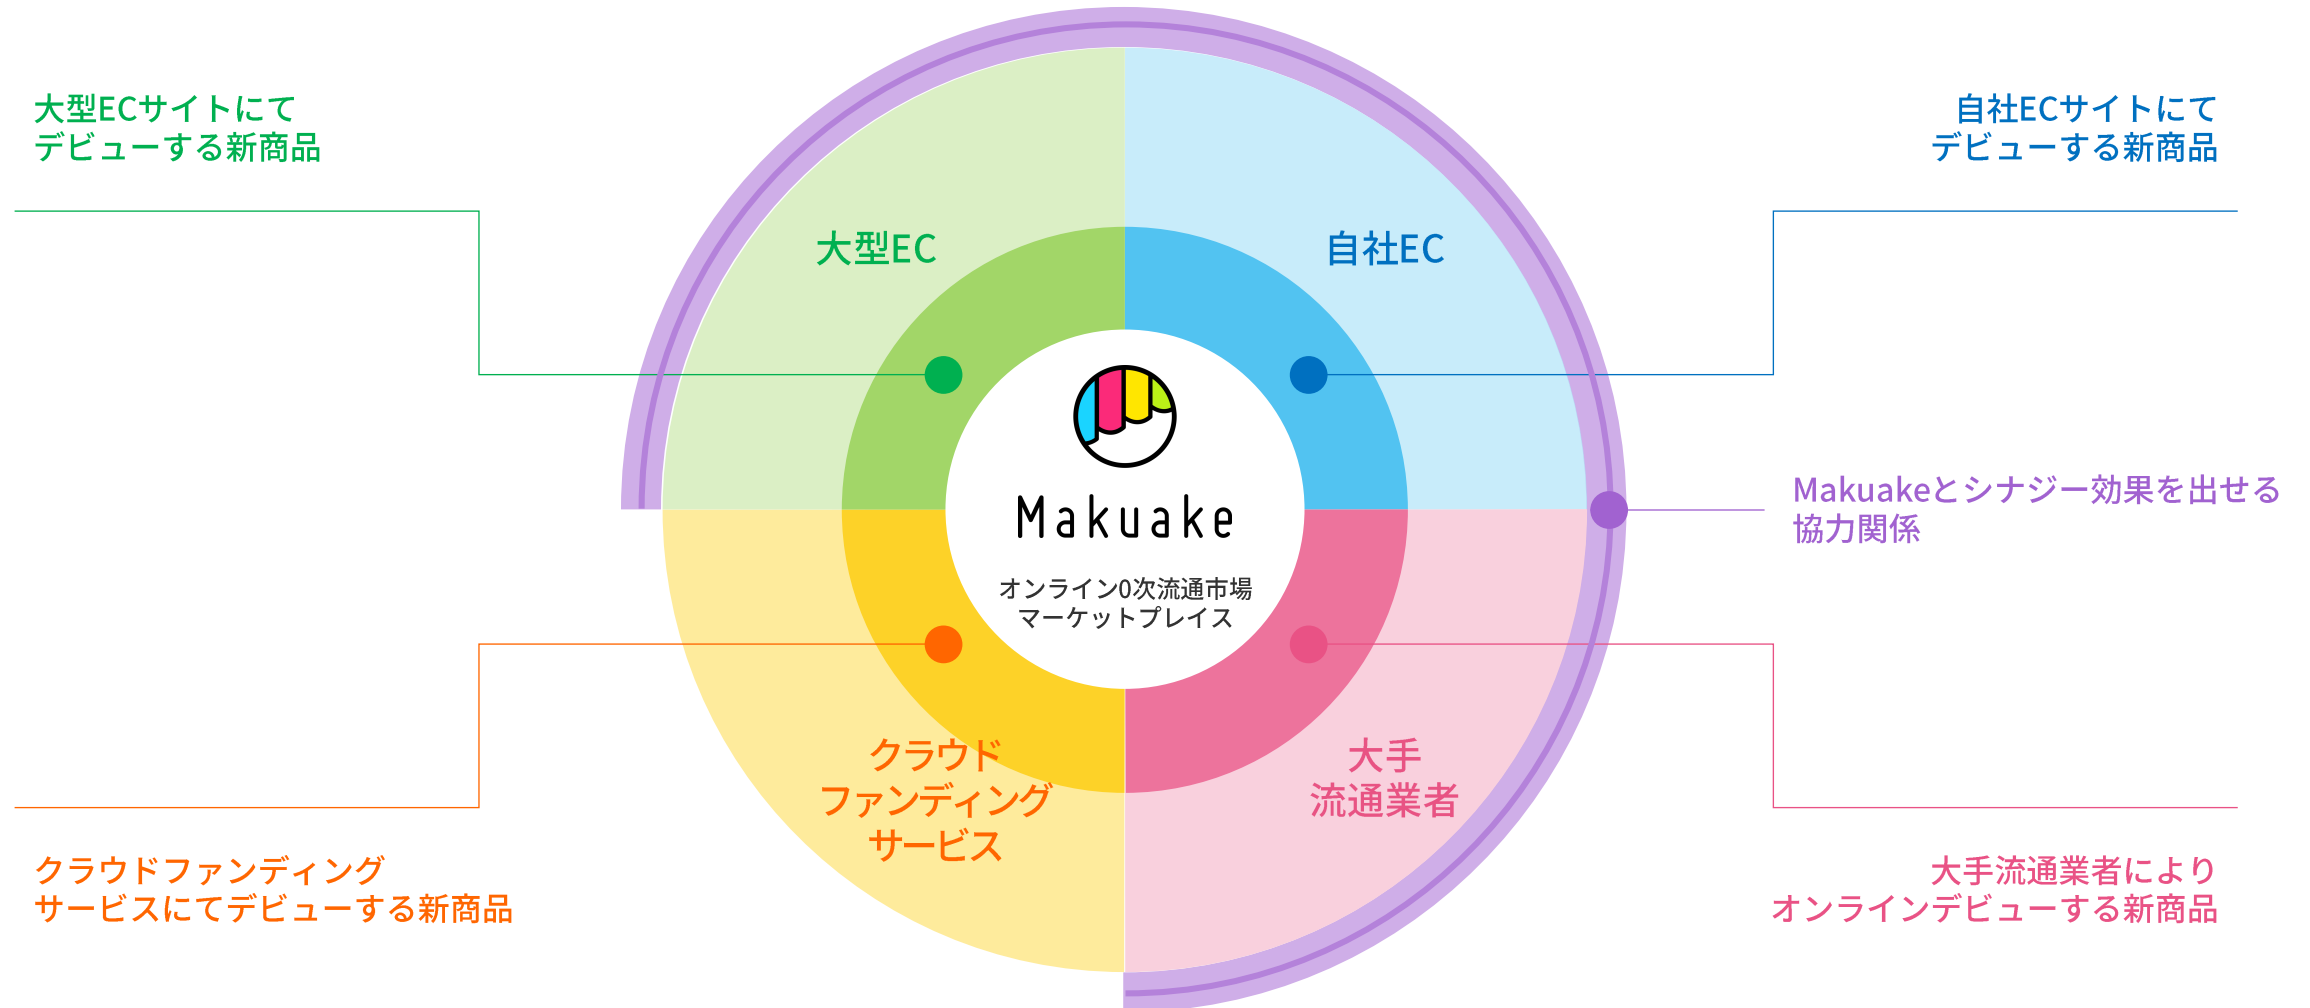 大型ECサイトにて
デビューする新商品
自社ECサイトにて
デビューする新商品
大型EC
自社EC
Makuake
オンライン0次流通市場
マーケットプレイス
Makuakeとシナジー効果を出せる
協力関係
クラウド
ファンディング
サービス
大手
流通業者
クラウドファンディング
サービスにてデビューする新商品
大手流通業者により
オンラインデビューする新商品